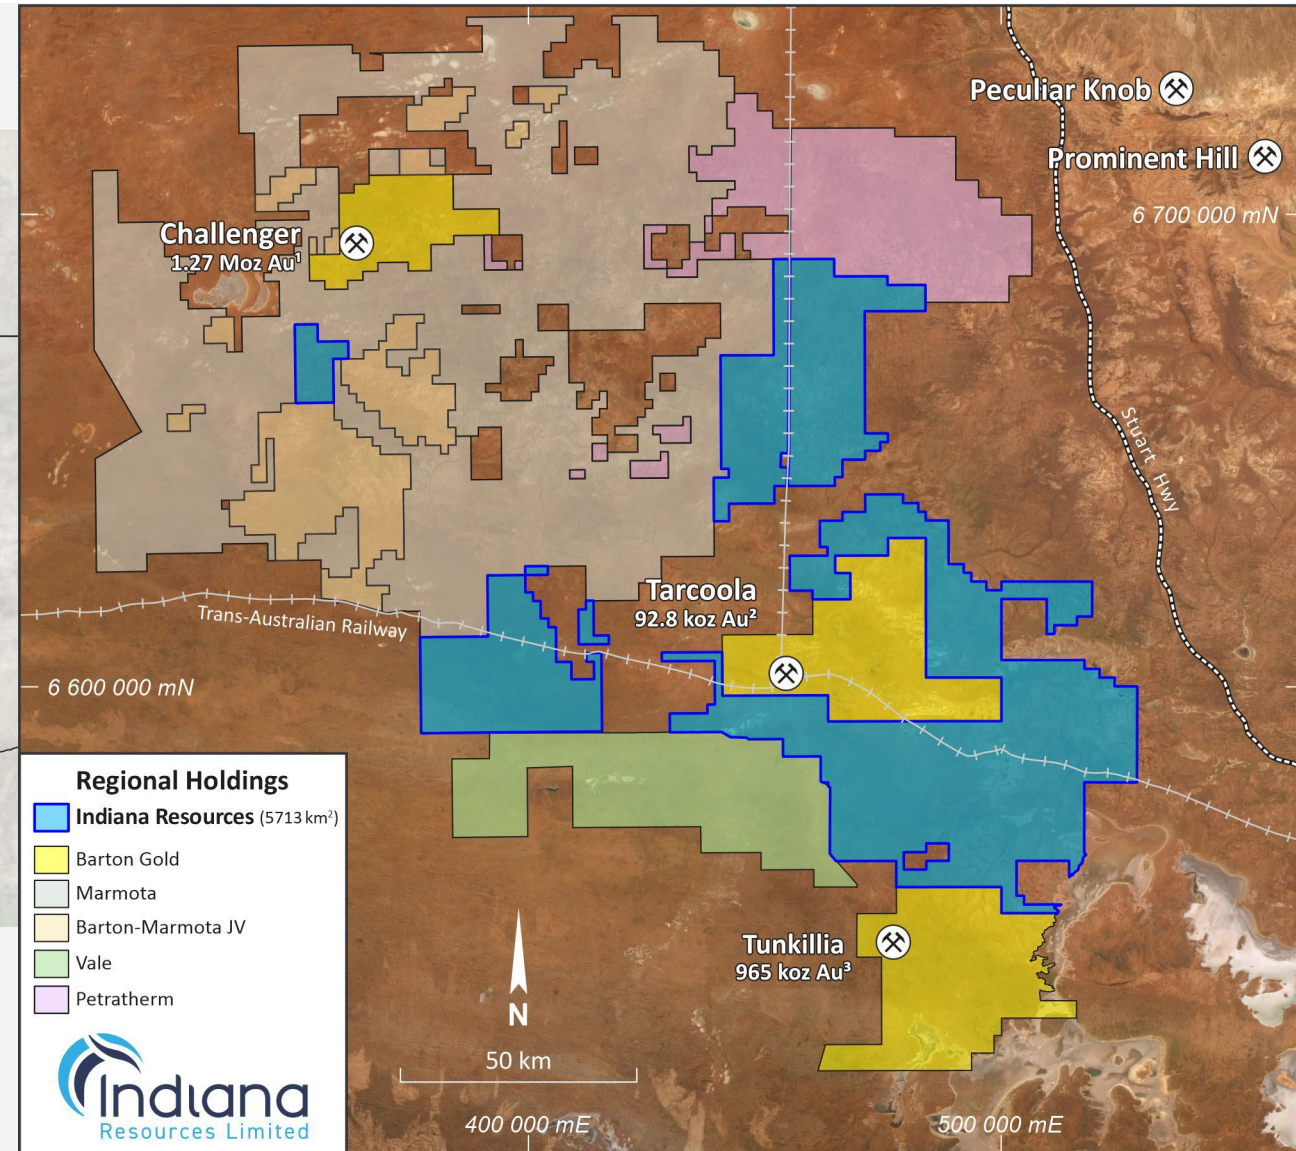 Peculiar Knob
Prominent Hill
6 700 000 mN
Challenger
1.27 Moz Au¹
Stuart Hwy
Tarcoola
92.8 koz Au²
Trans-Australian Railway
6 600 000 mN
Regional Holdings
Indiana Resources (5713 km²)
Barton Gold
Marmota
Barton-Marmota JV
Vale
Petratherm
Tunkillia
965 koz Au³
N
50 km
Indiana
Resources Limited
400 000 mE
500 000 mE